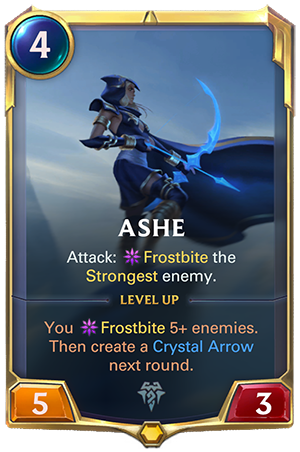 4
ASHE
Attack: Frostbite the
Strongest enemy.
LEVEL UP
You Frostbite 5+ enemies.
Then create a Crystal Arrow
next round.
5
3